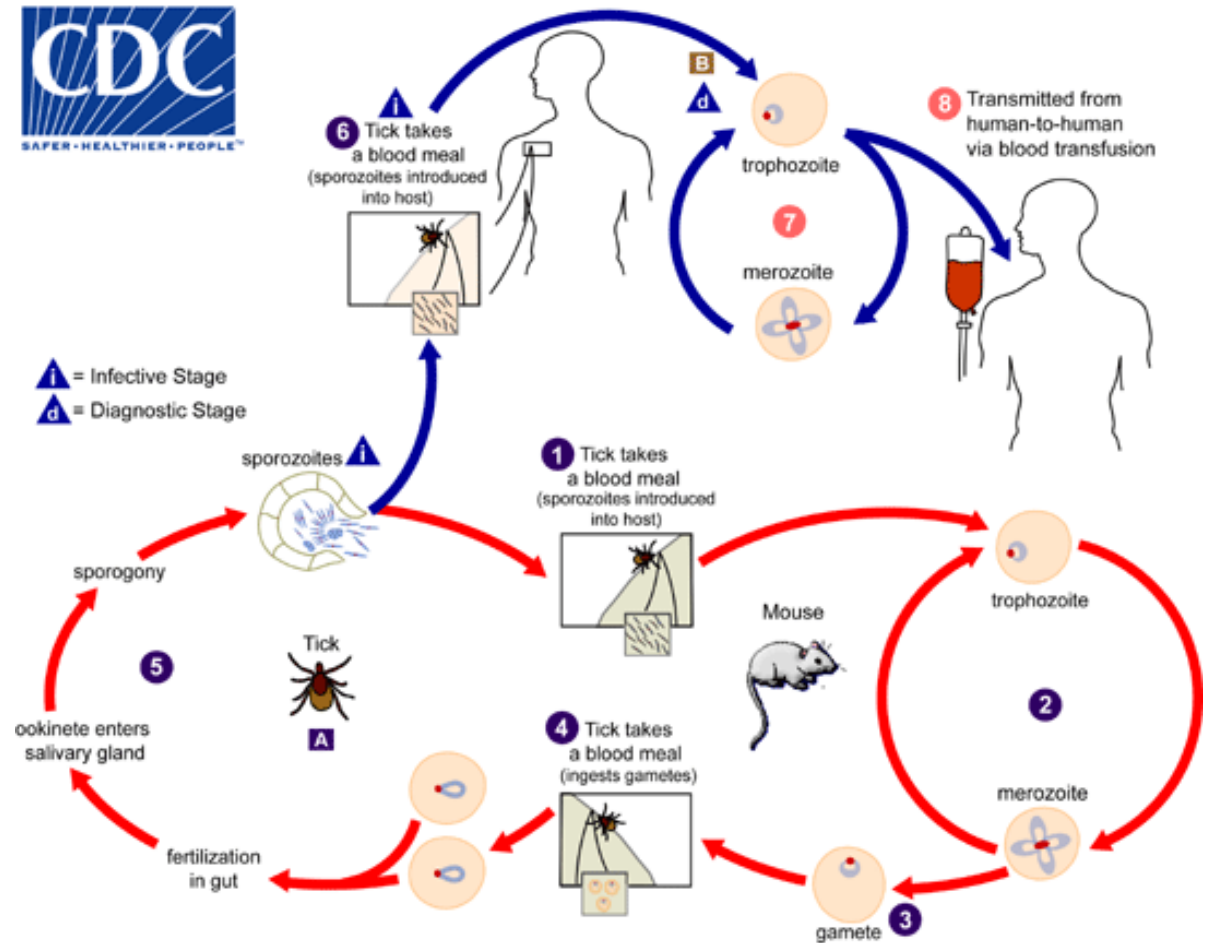 CDC
SAFER•HEALTHIER•PEOPLE™
B
d
i
6 Tick takes
a blood meal
(sporozoites introduced
into host)
trophozoite
8 Transmitted from
human-to-human
via blood transfusion
7
merozoite
i = Infective Stage
d = Diagnostic Stage
sporozoites i
1 Tick takes
a blood meal
(sporozoites introduced
into host)
sporogony
trophozoite
Mouse
Tick
5
2
ookinete enters
salivary gland
A
4 Tick takes
a blood meal
(ingests gametes)
merozoite
fertilization
in gut
gamete 3